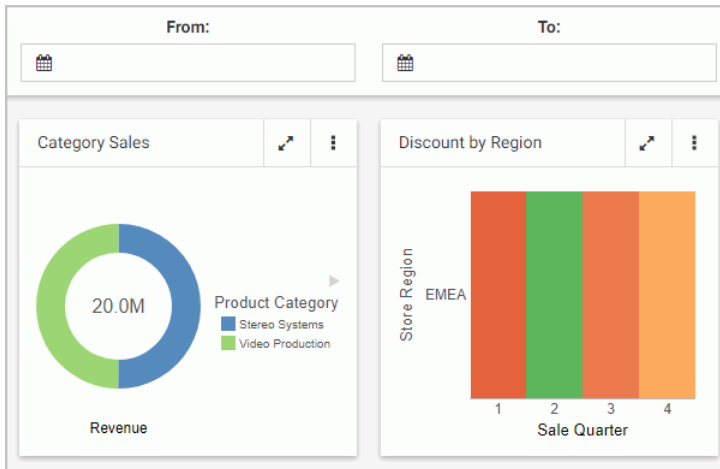 From:
To:
Category Sales
Discount by Region
20.0M
Product Category
Stereo Systems
Video Production
Revenue
Store Region
EMEA
1 2 3 4
Sale Quarter